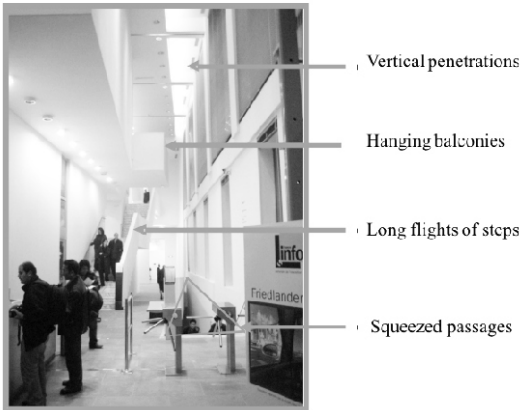 Vertical penetrations
Hanging balconies
Long flights of steps
info
Friedlander
Squeezed passages